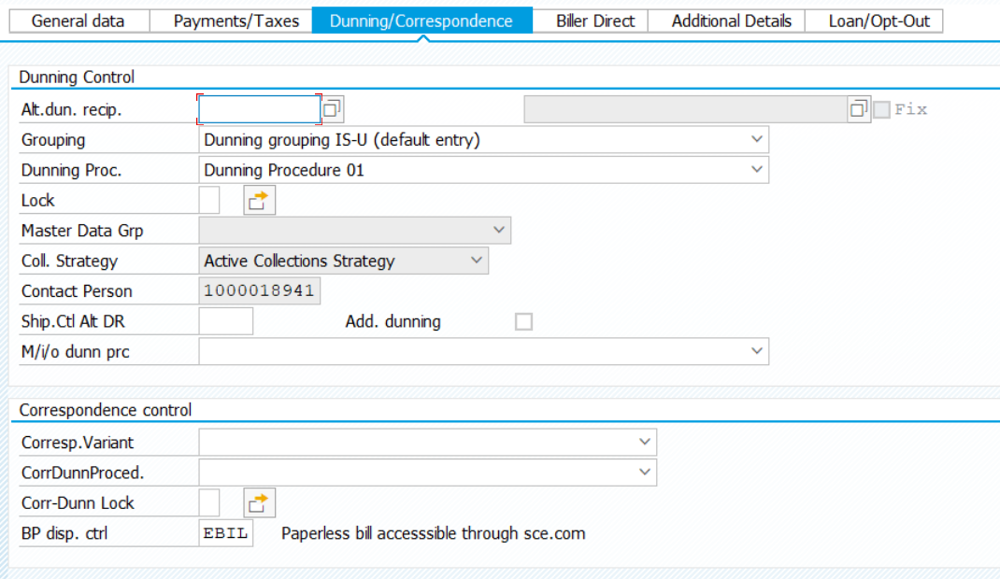 General data Payments/Taxes Dunning/Correspondence Biller Direct Additional Details Loan/Opt-Out
Dunning Control
Alt.dun. recip. Fix
Grouping Dunning grouping IS-U (default entry)
Dunning Proc. Dunning Procedure 01
Lock
Master Data Grp
Coll. Strategy Active Collections Strategy
Contact Person 1000018941
Ship.Ctl Alt DR Add. dunning
M/i/o dunn prc
Correspondence control
Corresp.Variant
CorrDunnProced.
Corr-Dunn Lock
BP disp. ctrl EBIL Paperless bill accesssible through sce.com